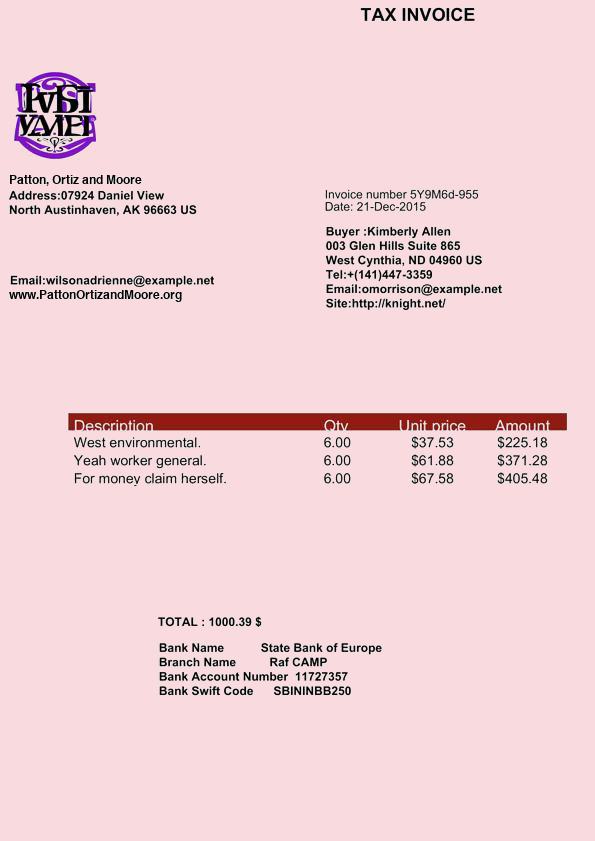 TAX INVOICE
Patton, Ortiz and Moore
Address:07924 Daniel View
North Austinhaven, AK 96663 US
Email:wilsonadrienne@example.net
www.PattonOrtizandMoore.org
Invoice number 5Y9M6d-955
Date: 21-Dec-2015
Buyer :Kimberly Allen
003 Glen Hills Suite 865
West Cynthia, ND 04960 US
Tel:+(141)447-3359
Email:omorrison@example.net
Site:http://knight.net/
Description Qty Unit price Amount
West environmental. 6.00 $37.53 $225.18
Yeah worker general. 6.00 $61.88 $371.28
For money claim herself. 6.00 $67.58 $405.48
TOTAL : 1000.39 $
Bank Name State Bank of Europe
Branch Name Raf CAMP
Bank Account Number 11727357
Bank Swift Code SBININBB250